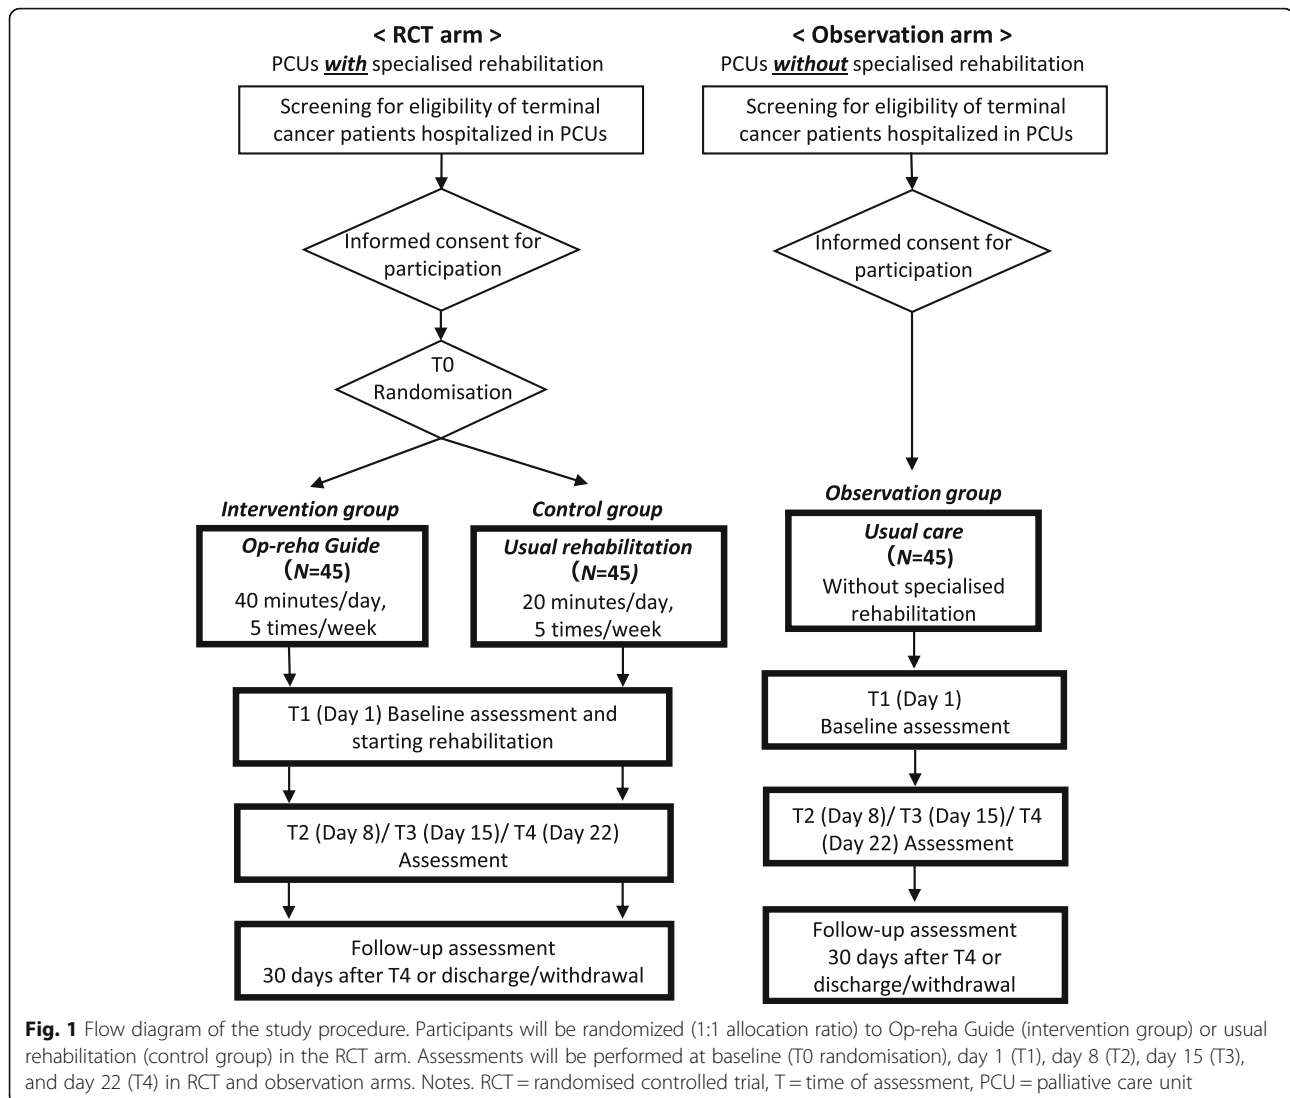 < RCT arm >
PCUs with specialised rehabilitation
Screening for eligibility of terminal
cancer patients hospitalized in PCUs
Informed consent for
participation
T0
Randomisation
Intervention group
Op-reha Guide
(N=45)
40 minutes/day,
5 times/week
Control group
Usual rehabilitation
(N=45)
20 minutes/day,
5 times/week
T1 (Day 1) Baseline assessment and
starting rehabilitation
T2 (Day 8)/ T3 (Day 15)/ T4 (Day 22)
Assessment
Follow-up assessment
30 days after T4 or discharge/withdrawal
< Observation arm >
PCUs without specialised rehabilitation
Screening for eligibility of terminal
cancer patients hospitalized in PCUs
Informed consent for
participation
Observation group
Usual care
(N=45)
Without specialised
rehabilitation
T1 (Day 1)
Baseline assessment
T2 (Day 8)/ T3 (Day 15)/ T4
(Day 22) Assessment
Follow-up assessment
30 days after T4 or
discharge/withdrawal
Fig. 1 Flow diagram of the study procedure. Participants will be randomized (1:1 allocation ratio) to Op-reha Guide (intervention group) or usual
rehabilitation (control group) in the RCT arm. Assessments will be performed at baseline (T0 randomisation), day 1 (T1), day 8 (T2), day 15 (T3),
and day 22 (T4) in RCT and observation arms. Notes. RCT = randomised controlled trial, T = time of assessment, PCU = palliative care unit